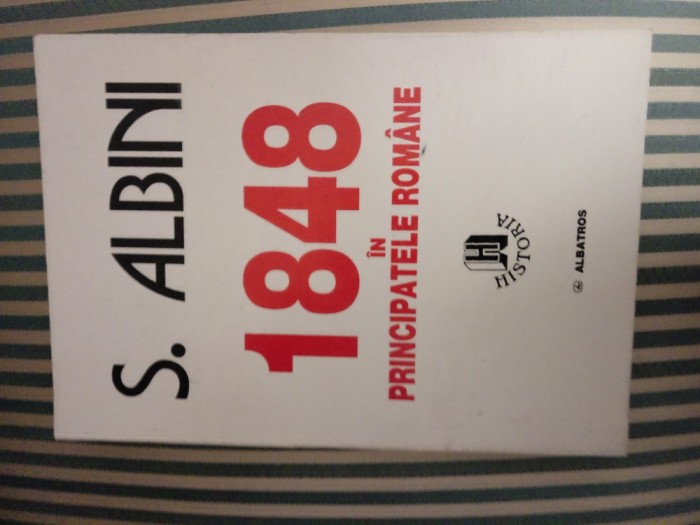 S. ALBINI
1848
ÎN
PRINCIPATELE ROMÂNE
H
HISTORIA
ALBATROS